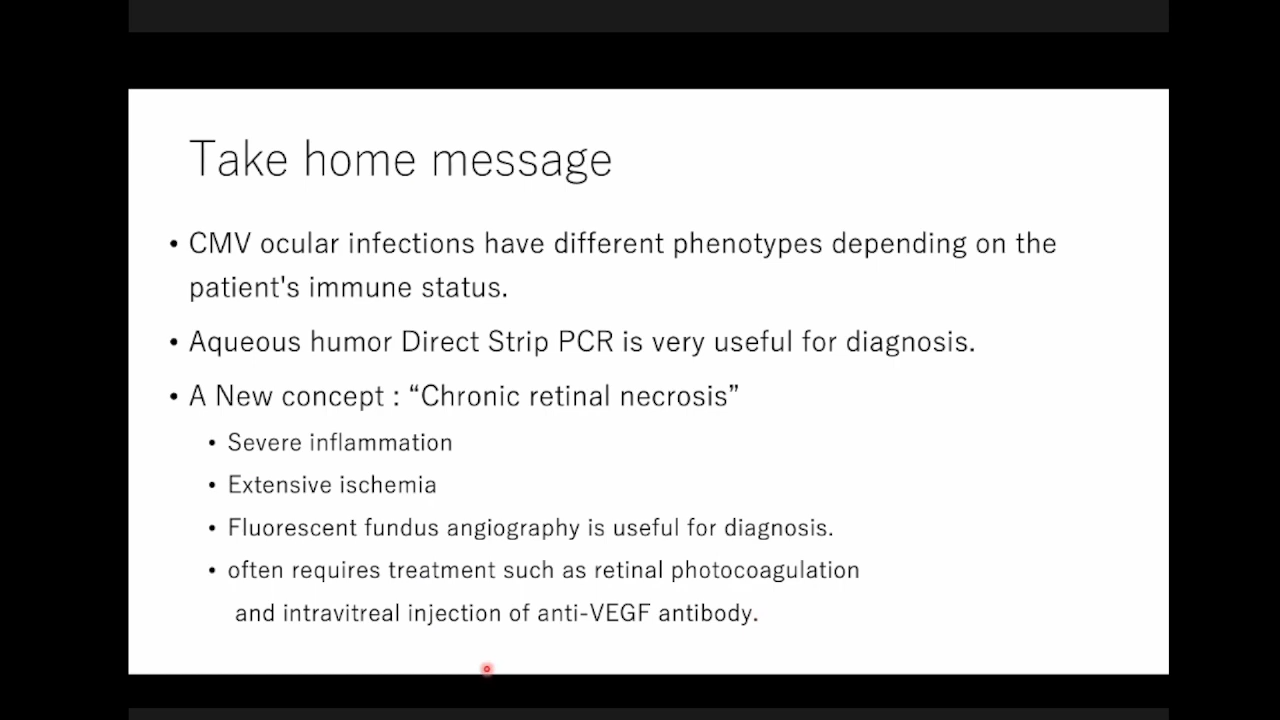 Take home message
• CMV ocular infections have different phenotypes depending on the
patient's immune status.
• Aqueous humor Direct Strip PCR is very useful for diagnosis.
• A New concept : “Chronic retinal necrosis”
• Severe inflammation
• Extensive ischemia
• Fluorescent fundus angiography is useful for diagnosis.
• often requires treatment such as retinal photocoagulation
and intravitreal injection of anti-VEGF antibody.